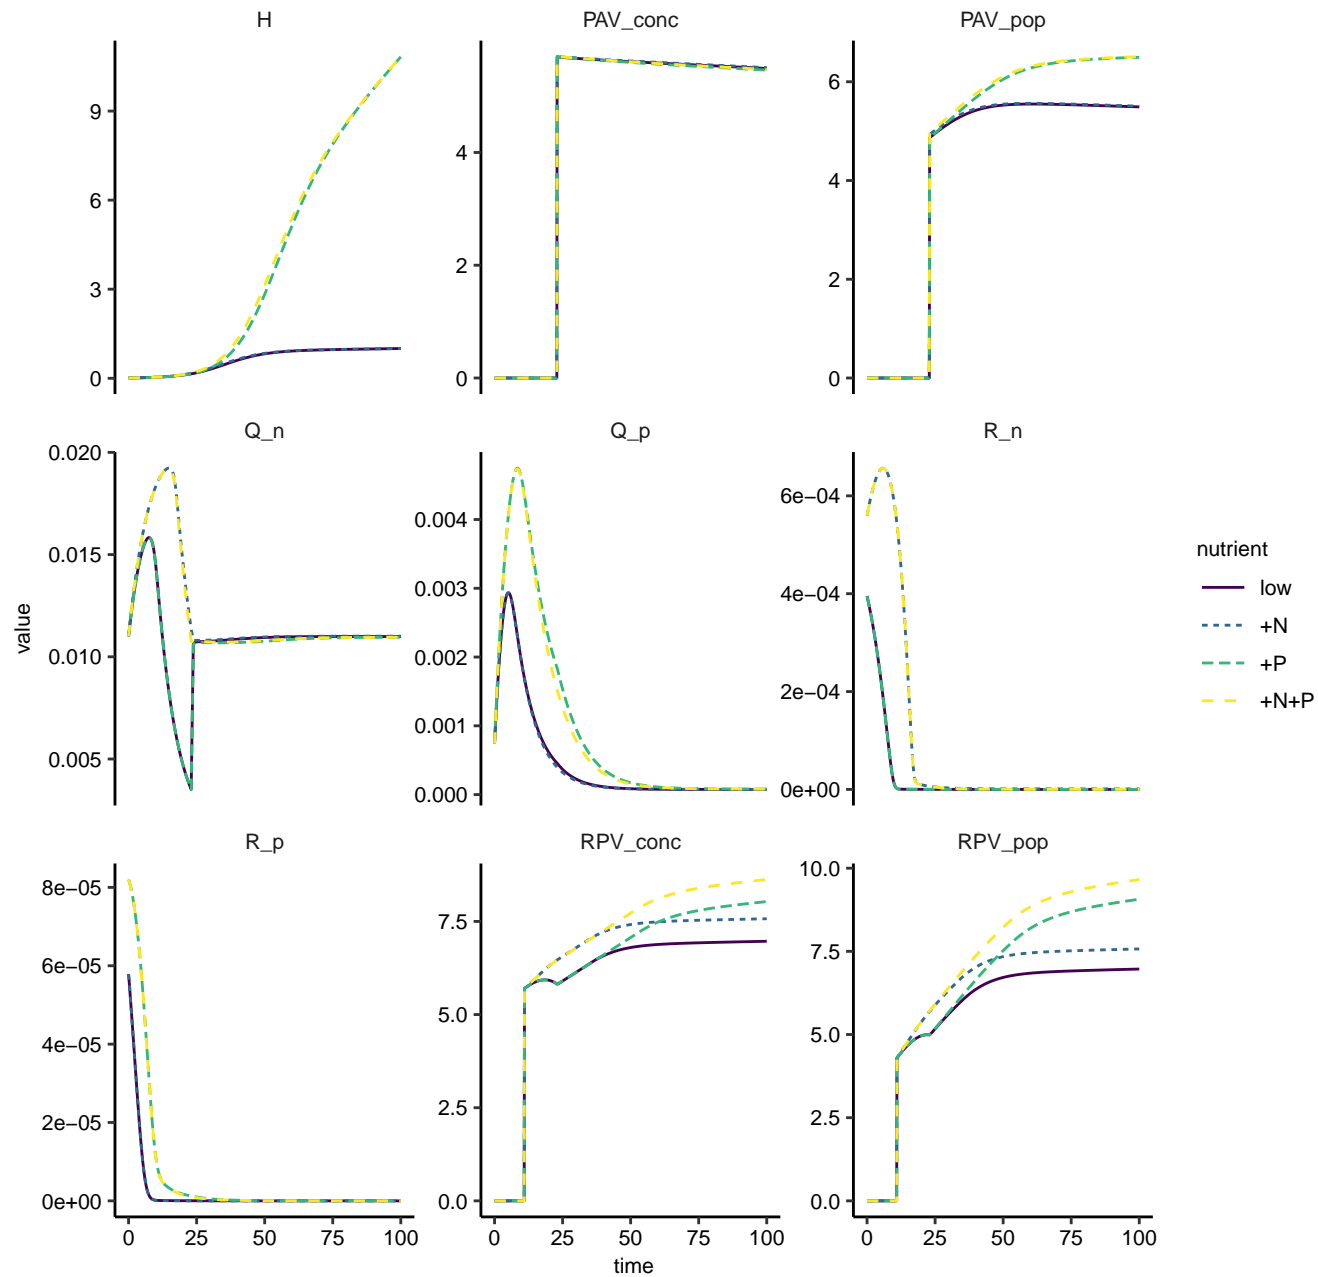 H PAV_conc PAV_pop
9
6
3
0
4
2
0
6
4
2
0
Q_n Q_p R_n
0.020
0.015
0.010
0.005
0.004
0.003
0.002
0.001
0.000
6e−04
4e−04
2e−04
0e+00
R_p RPV_conc RPV_pop
8e−05
6e−05
4e−05
2e−05
0e+00
7.5
5.0
2.5
0.0
10.0
7.5
5.0
2.5
0.0
0 25 50 75 100 0 25 50 75 100 0 25 50 75 100
time
value
nutrient
low
+N
+P
+N+P